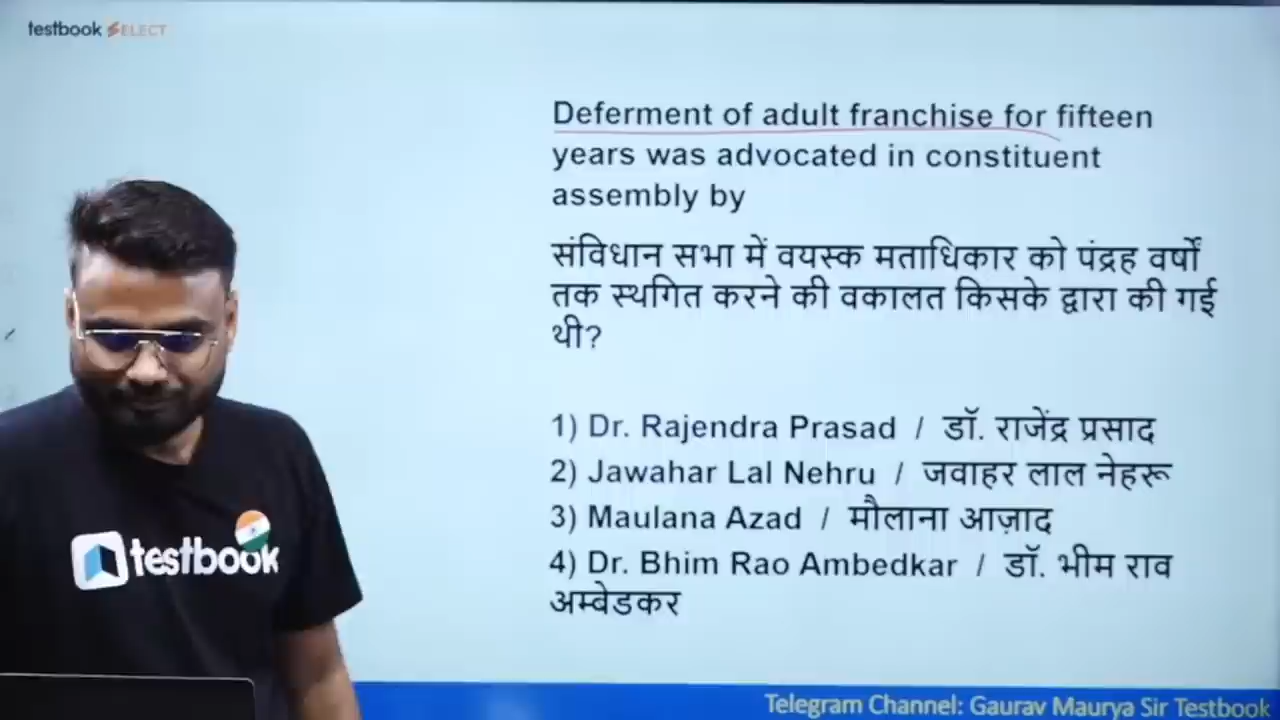 testbook SELECT
Deferment of adult franchise for fifteen
years was advocated in constituent
assembly by
संविधान सभा में वयस्क मताधिकार को पंद्रह वर्षों
तक स्थगित करने की वकालत किसके द्वारा की गई
थी?
1) Dr. Rajendra Prasad / डॉ. राजेंद्र प्रसाद
2) Jawahar Lal Nehru / जवाहर लाल नेहरू
3) Maulana Azad / मौलाना आज़ाद
4) Dr. Bhim Rao Ambedkar / डॉ. भीम राव
अम्बेडकर
testbook
Telegram Channel: Gaurav Maurya Sir Testbook